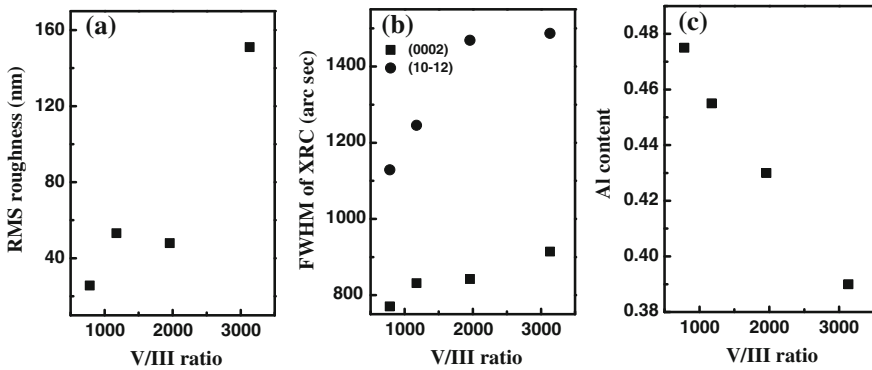 (a)
RMS roughness (nm)
160
120
80
40
1000 2000 3000
V/III ratio
(b)
(0002)
(10-12)
FWHM of XRC (arc sec)
1400
1200
1000
800
1000 2000 3000
V/III ratio
(c)
Al content
0.48
0.46
0.44
0.42
0.40
0.38
1000 2000 3000
V/III ratio